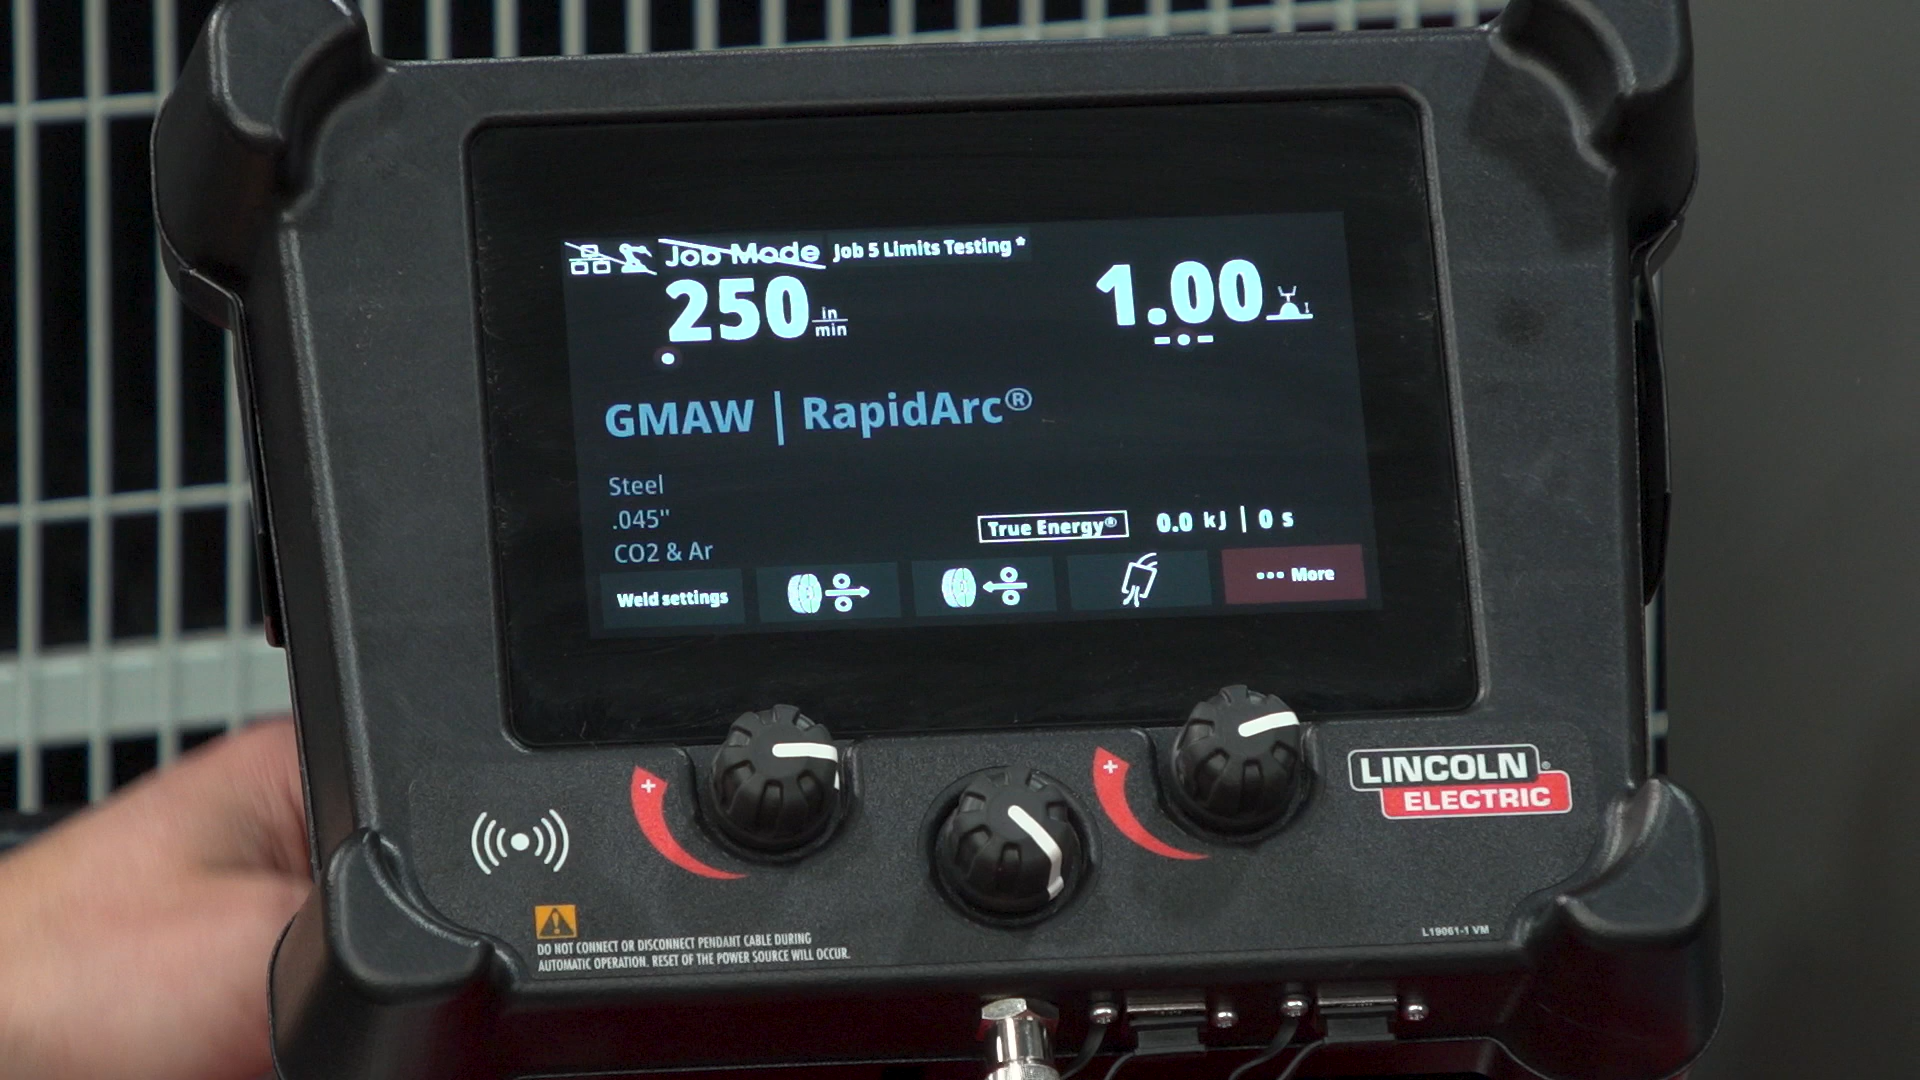 Job Mode Job 5 Limits Testing *
250 in/min
1.00
GMAW | RapidArc®
Steel
.045"
CO2 & Ar
True Energy® 0.0 kJ | 0 s
Weld settings
••• More
+
+
LINCOLN®
ELECTRIC
DO NOT CONNECT OR DISCONNECT PENDANT CABLE DURING
AUTOMATIC OPERATION. RESET OF THE POWER SOURCE WILL OCCUR.
L19061-1 VM